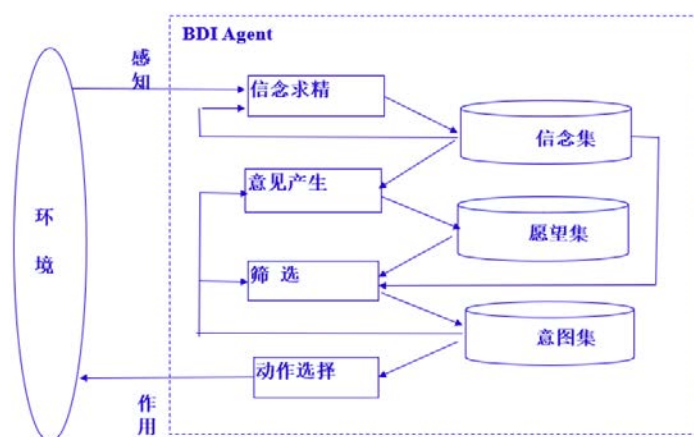 BDI Agent
感
知
信念求精
信念集
意见产生
环
境
愿望集
筛 选
意图集
动作选择
作
用